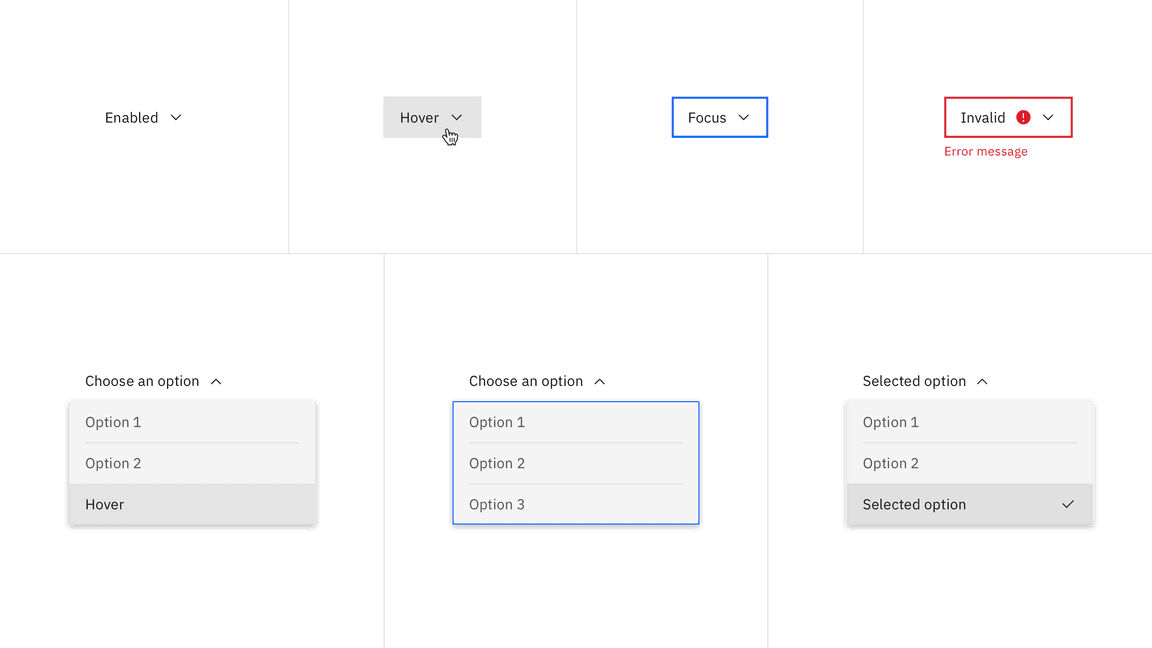 Enabled
Hover
Focus
Invalid
Error message
Choose an option
Option 1
Option 2
Hover
Choose an option
Option 1
Option 2
Option 3
Selected option
Option 1
Option 2
Selected option